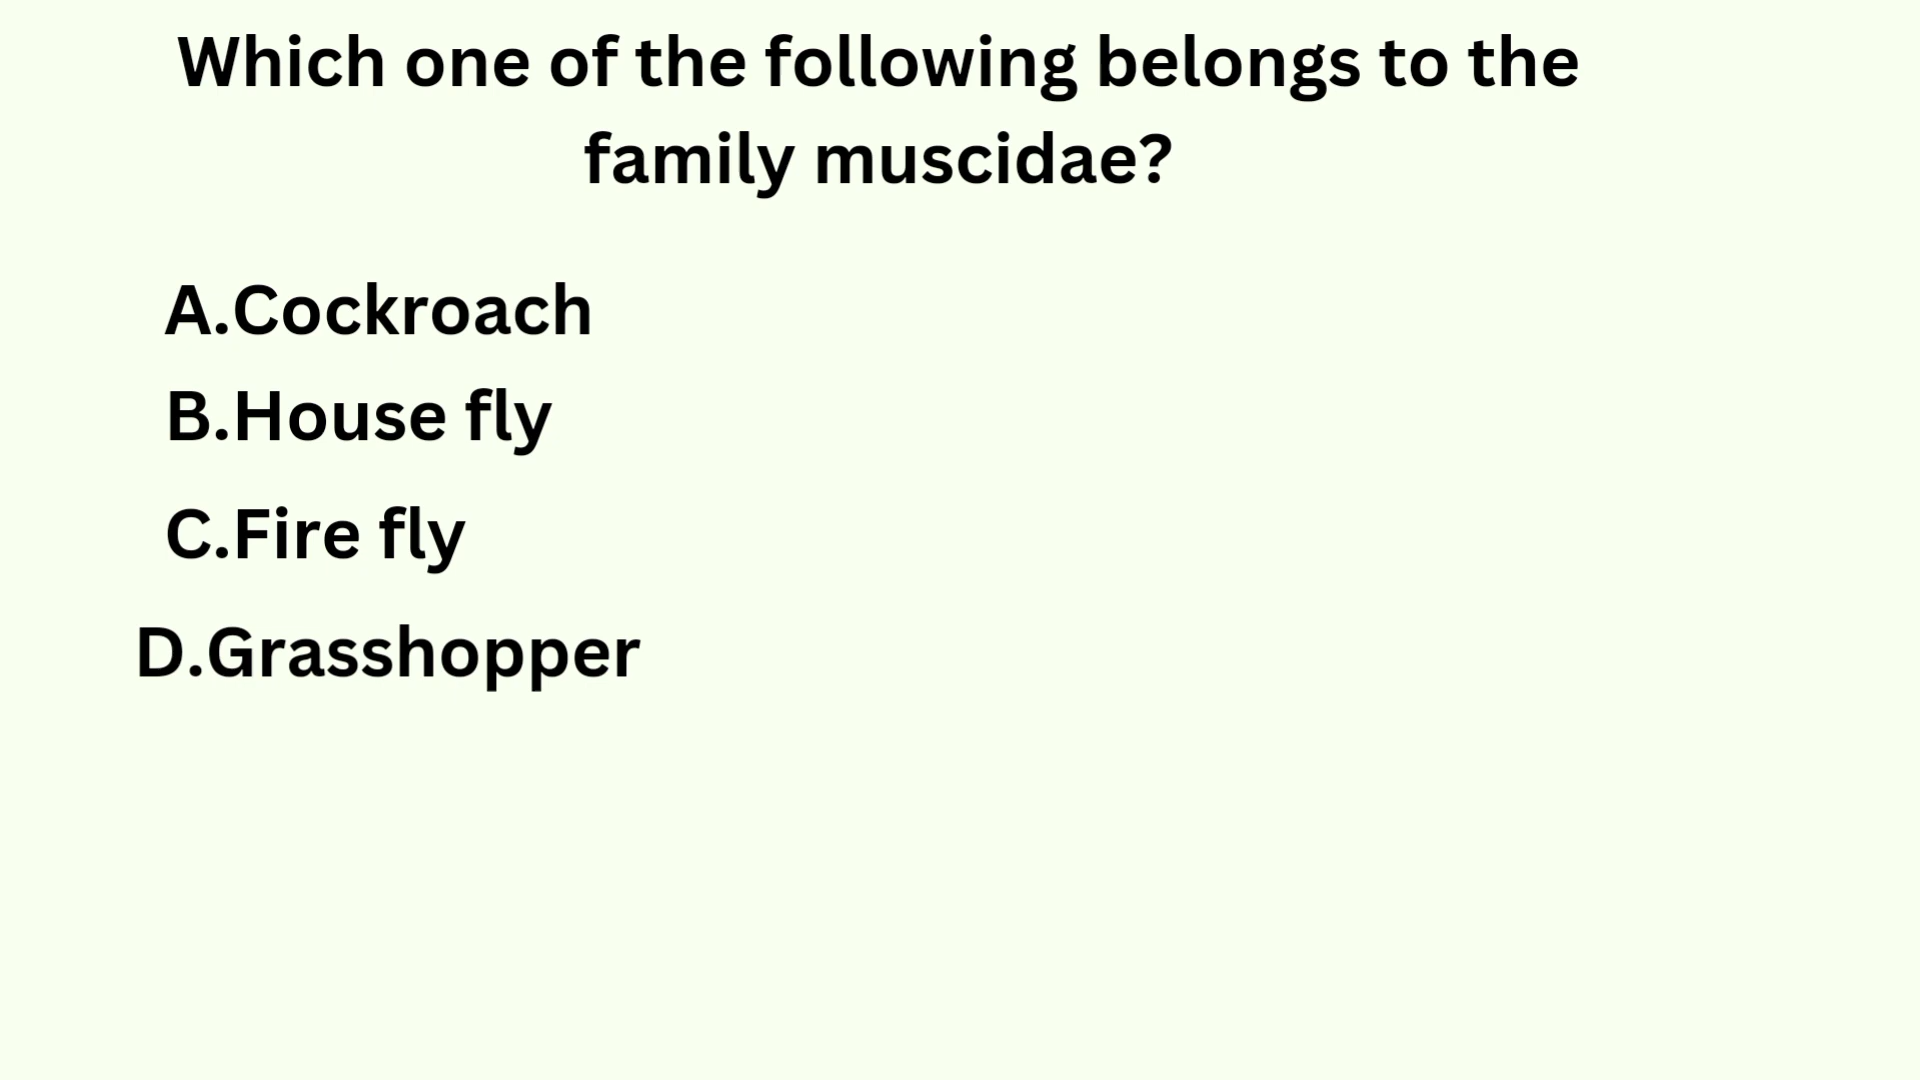 Which one of the following belongs to the
family muscidae?
A.Cockroach
B.House fly
C.Fire fly
D.Grasshopper